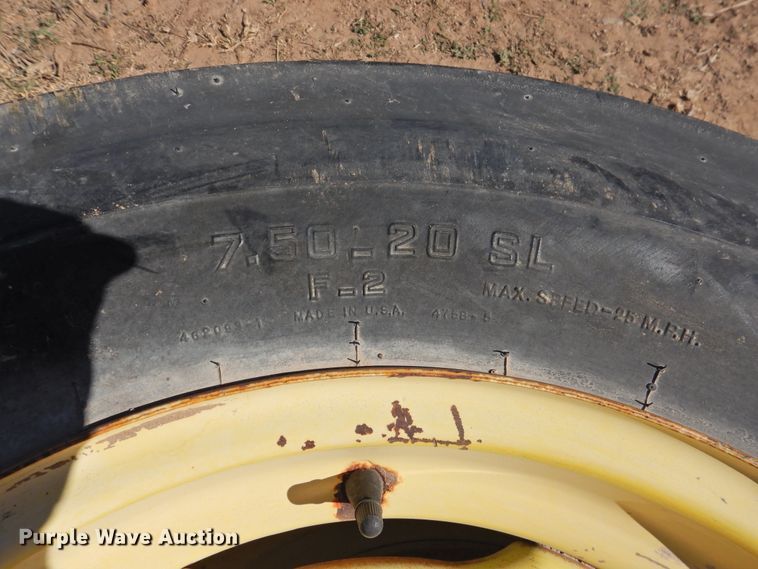 7.50-20 SL
F-2
MAX. SPEED-25 M.P.H.
MADE IN U.S.A.
Purple Wave Auction